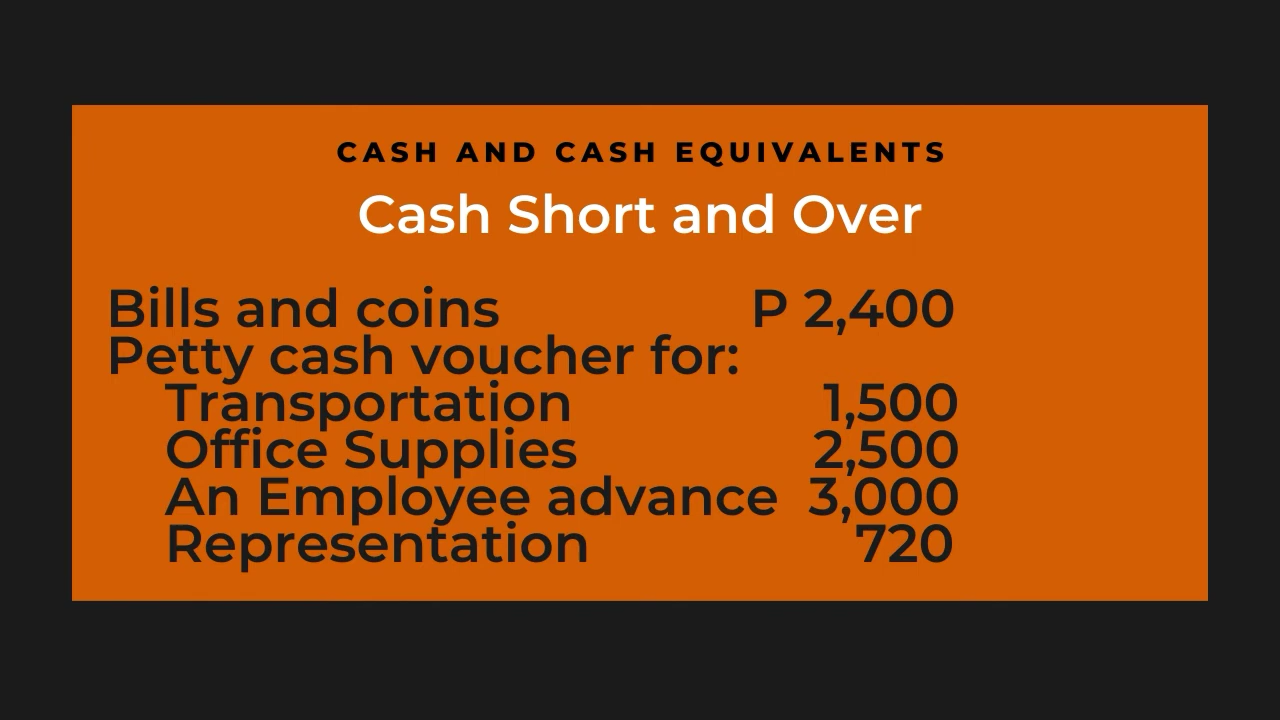 CASH AND CASH EQUIVALENTS
Cash Short and Over
Bills and coins P 2,400
Petty cash voucher for:
Transportation 1,500
Office Supplies 2,500
An Employee advance 3,000
Representation 720